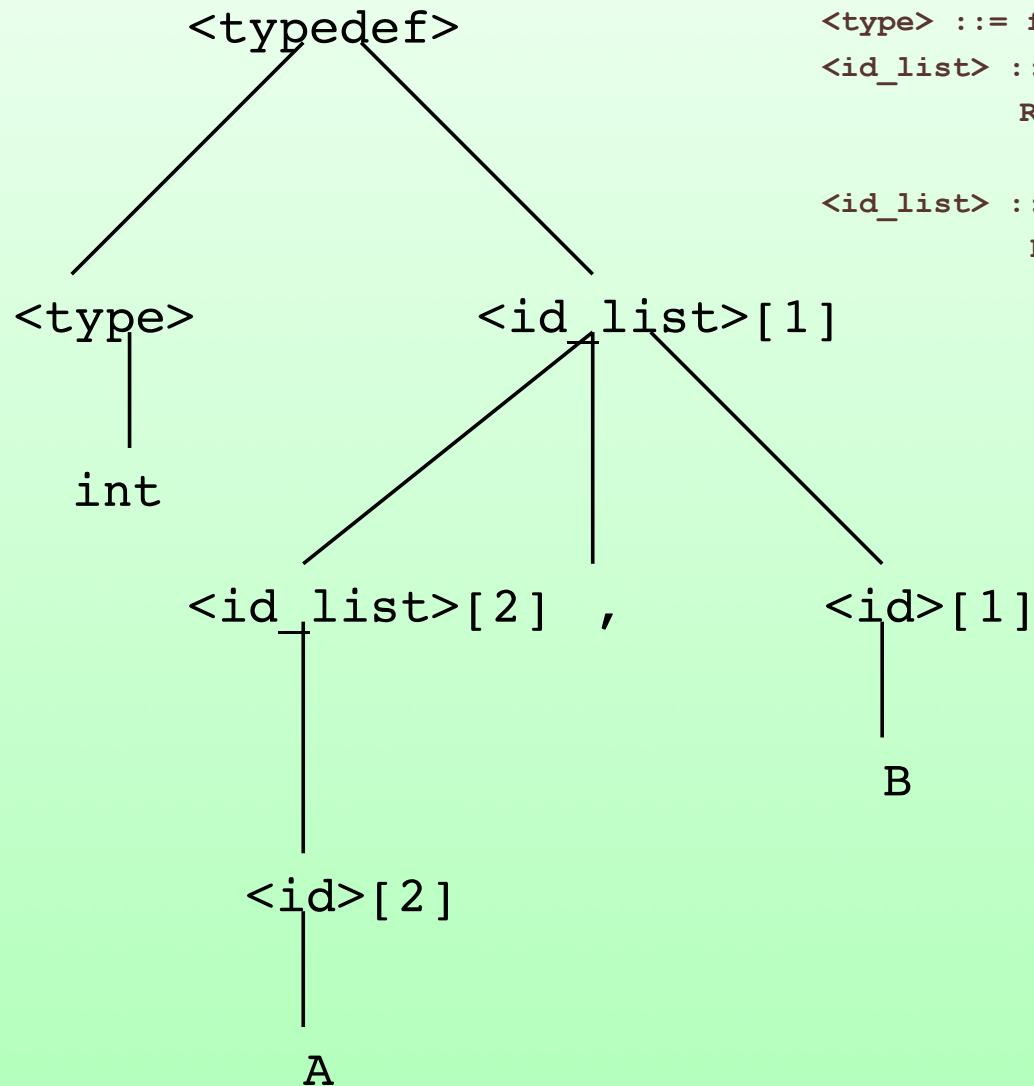 <typedef>
<type> ::= f
<id_list> ::
R
<id_list> ::
<type> <id_list>[1]
int
<id_list>[2] , <id>[1]
B
<id>[2]
A